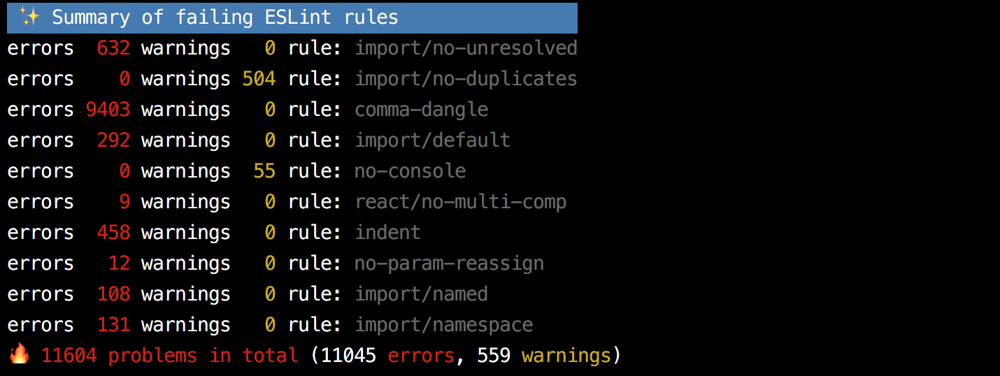 ✨ Summary of failing ESLint rules
errors 632 warnings 0 rule: import/no-unresolved
errors 0 warnings 504 rule: import/no-duplicates
errors 9403 warnings 0 rule: comma-dangle
errors 292 warnings 0 rule: import/default
errors 0 warnings 55 rule: no-console
errors 9 warnings 0 rule: react/no-multi-comp
errors 458 warnings 0 rule: indent
errors 12 warnings 0 rule: no-param-reassign
errors 108 warnings 0 rule: import/named
errors 131 warnings 0 rule: import/namespace
🔥 11604 problems in total (11045 errors, 559 warnings)